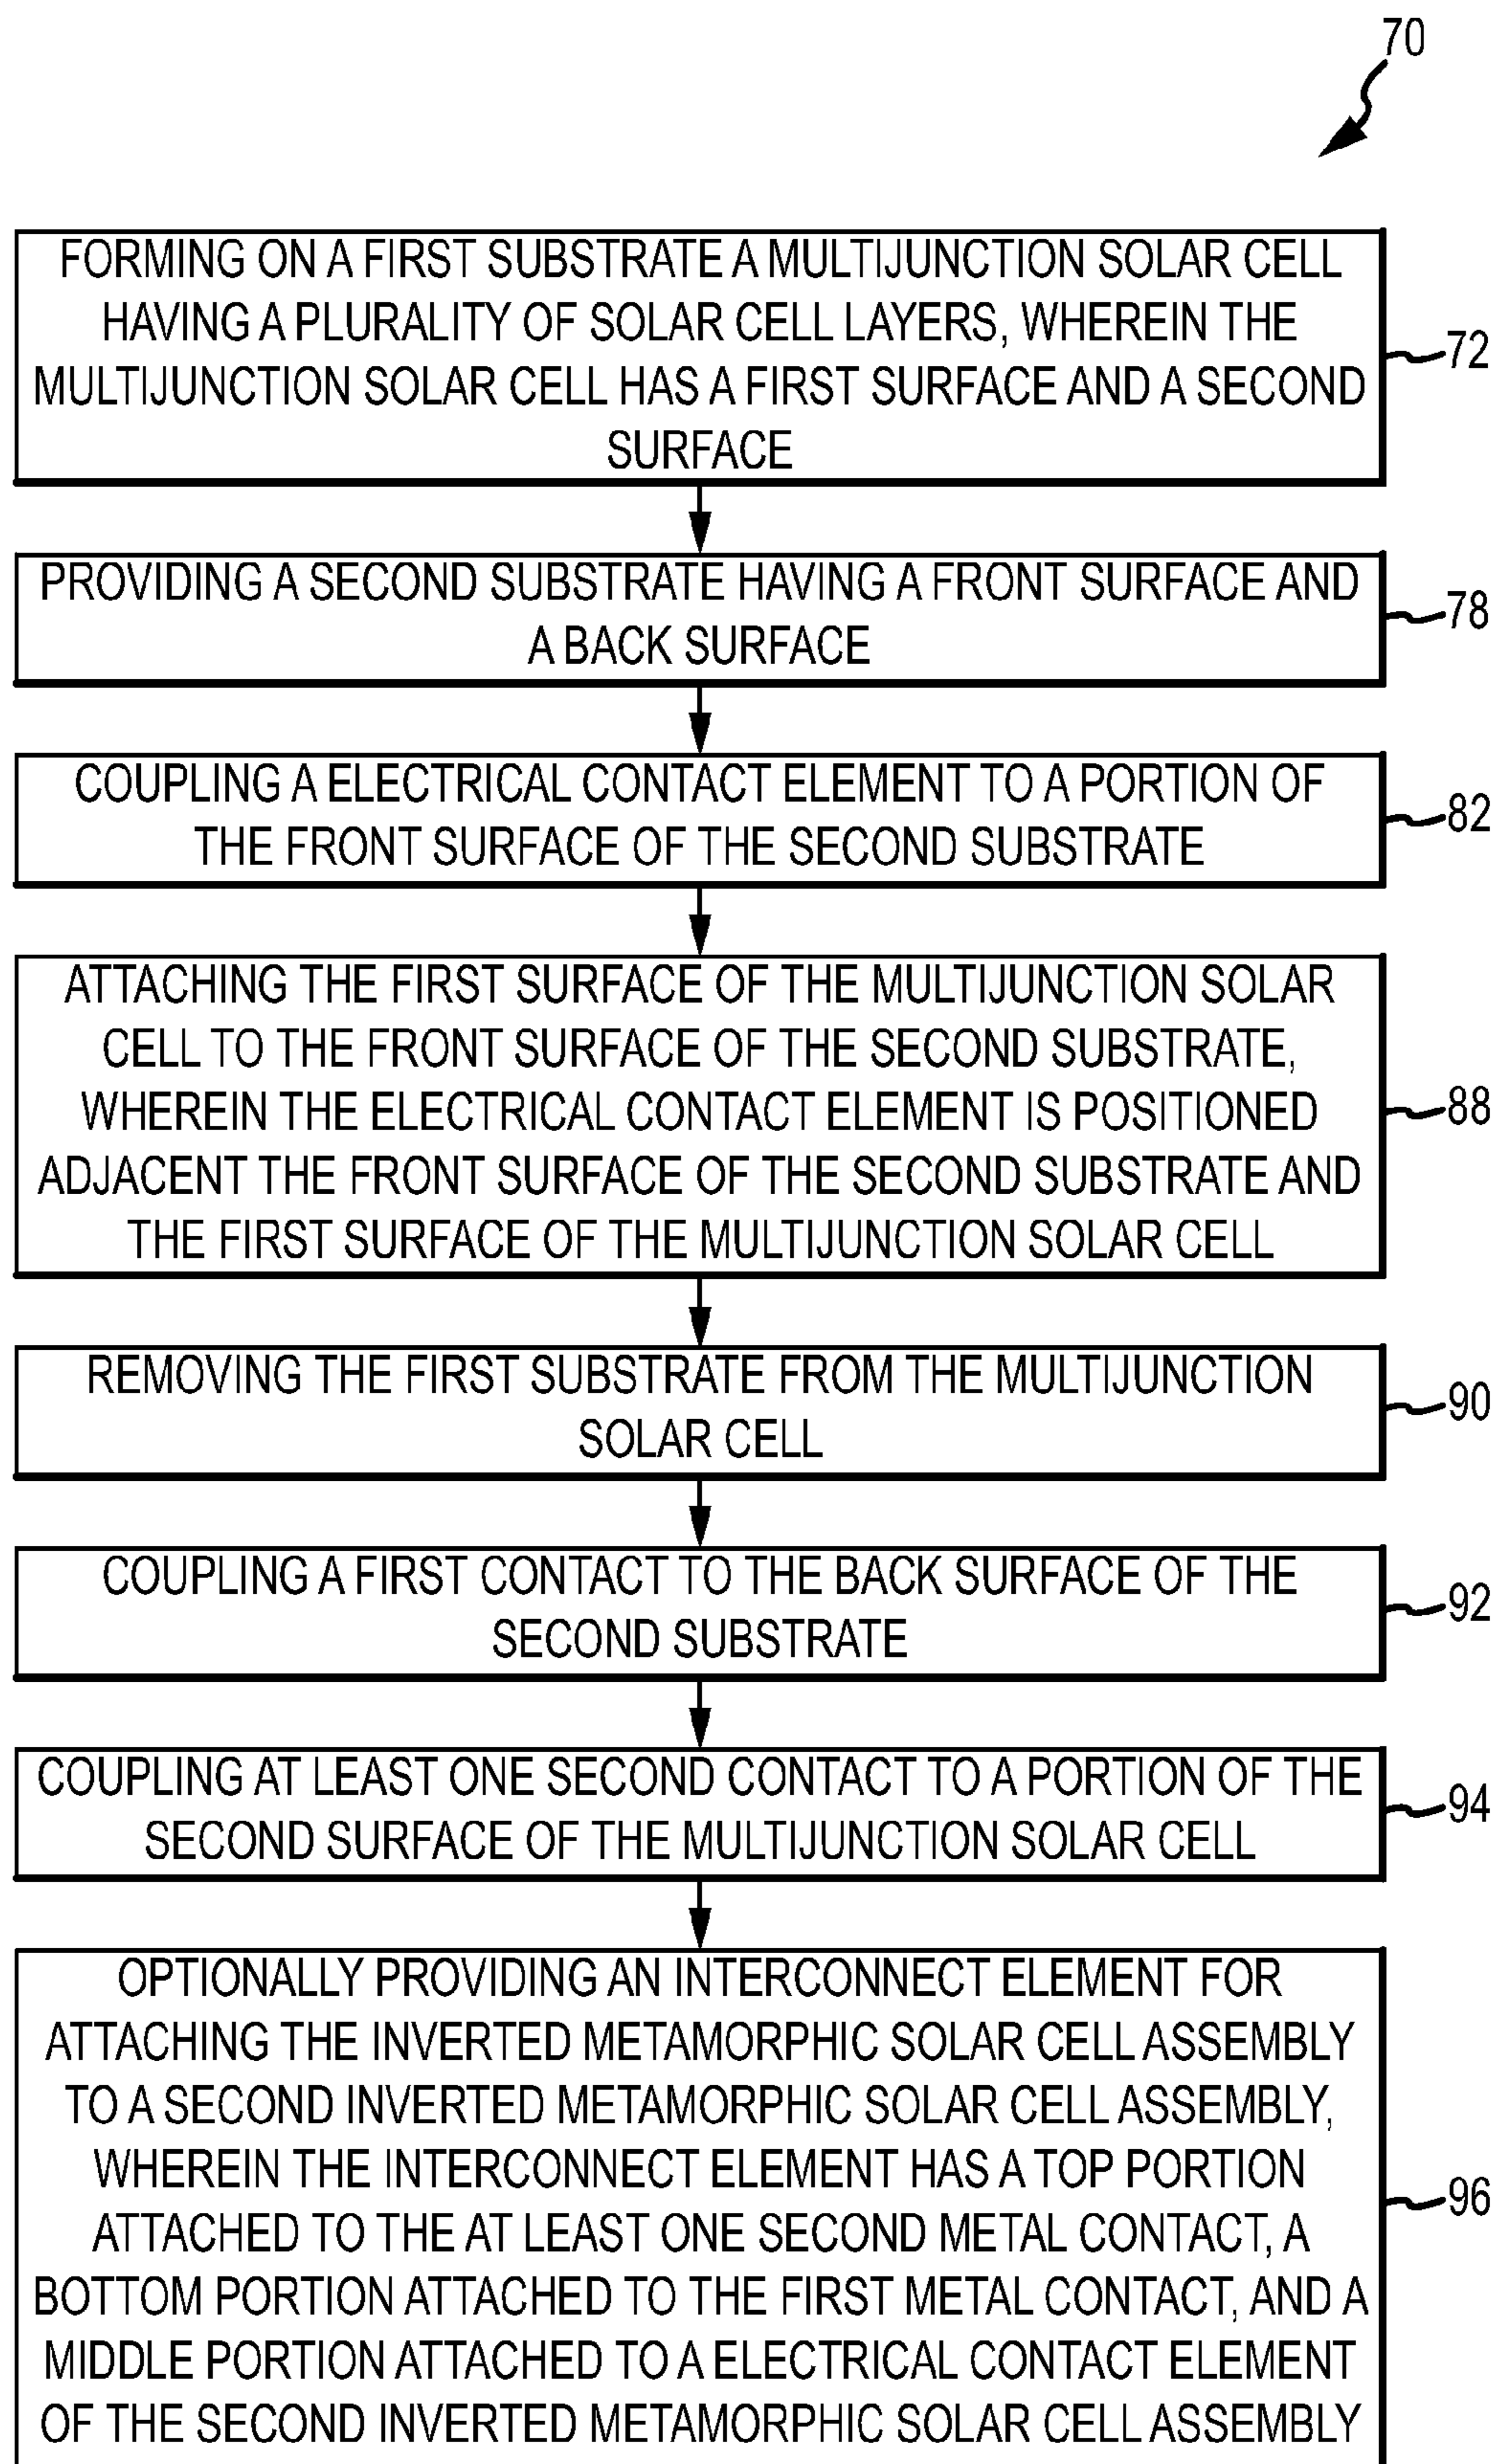 70
FORMING ON A FIRST SUBSTRATE A MULTIJUNCTION SOLAR CELL
HAVING A PLURALITY OF SOLAR CELL LAYERS, WHEREIN THE
MULTIJUNCTION SOLAR CELL HAS A FIRST SURFACE AND A SECOND
SURFACE
72
PROVIDING A SECOND SUBSTRATE HAVING A FRONT SURFACE AND
A BACK SURFACE
78
COUPLING A ELECTRICAL CONTACT ELEMENT TO A PORTION OF
THE FRONT SURFACE OF THE SECOND SUBSTRATE
82
ATTACHING THE FIRST SURFACE OF THE MULTIJUNCTION SOLAR
CELL TO THE FRONT SURFACE OF THE SECOND SUBSTRATE,
WHEREIN THE ELECTRICAL CONTACT ELEMENT IS POSITIONED
ADJACENT THE FRONT SURFACE OF THE SECOND SUBSTRATE AND
THE FIRST SURFACE OF THE MULTIJUNCTION SOLAR CELL
88
REMOVING THE FIRST SUBSTRATE FROM THE MULTIJUNCTION
SOLAR CELL
90
COUPLING A FIRST CONTACT TO THE BACK SURFACE OF THE
SECOND SUBSTRATE
92
COUPLING AT LEAST ONE SECOND CONTACT TO A PORTION OF THE
SECOND SURFACE OF THE MULTIJUNCTION SOLAR CELL
94
OPTIONALLY PROVIDING AN INTERCONNECT ELEMENT FOR
ATTACHING THE INVERTED METAMORPHIC SOLAR CELL ASSEMBLY
TO A SECOND INVERTED METAMORPHIC SOLAR CELL ASSEMBLY,
WHEREIN THE INTERCONNECT ELEMENT HAS A TOP PORTION
ATTACHED TO THE AT LEAST ONE SECOND METAL CONTACT, A
BOTTOM PORTION ATTACHED TO THE FIRST METAL CONTACT, AND A
MIDDLE PORTION ATTACHED TO A ELECTRICAL CONTACT ELEMENT
OF THE SECOND INVERTED METAMORPHIC SOLAR CELL ASSEMBLY
96